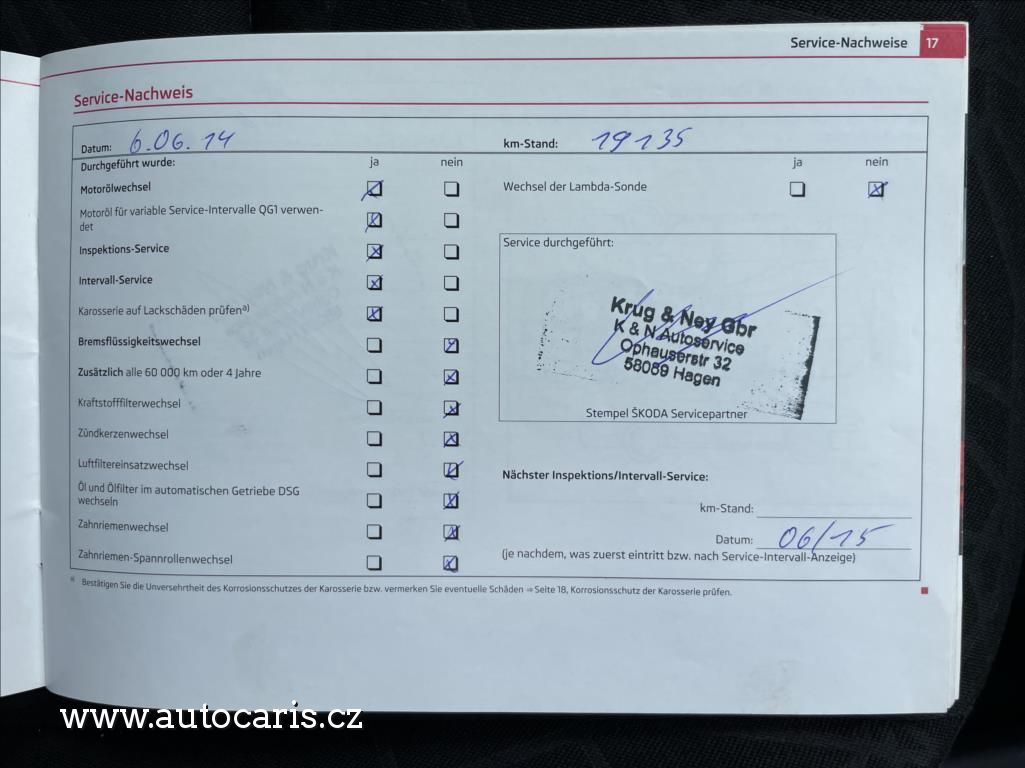 Service-Nachweise 17
Service-Nachweis
Datum: 6.06.14 km-Stand: 19135
Durchgeführt wurde: ja nein ja nein
Motorölwechsel Wechsel der Lambda-Sonde
Motoröl für variable Service-Intervalle QG1 verwen-
det
Inspektions-Service
Intervall-Service
Karosserie auf Lackschäden prüfenᵃ⁾
Bremsflüssigkeitswechsel
Zusätzlich alle 60 000 km oder 4 Jahre
Kraftstofffilterwechsel
Zündkerzenwechsel
Luftfiltereinsatzwechsel
Öl und Ölfilter im automatischen Getriebe DSG
wechseln
Zahnriemenwechsel
Zahnriemen-Spannrollenwechsel
Service durchgeführt:
Krug & Ney Gbr
K & N Autoservice
Ophauserstr 32
58089 Hagen
Stempel ŠKODA Servicepartner
Nächster Inspektions/Intervall-Service:
km-Stand:
Datum: 06/15
(je nachdem, was zuerst eintritt bzw. nach Service-Intervall-Anzeige)
ᵃ⁾ Bestätigen Sie die Unversehrtheit des Korrosionsschutzes der Karosserie bzw. vermerken Sie eventuelle Schäden ⇒ Seite 18, Korrosionsschutz der Karosserie prüfen.
www.autocaris.cz